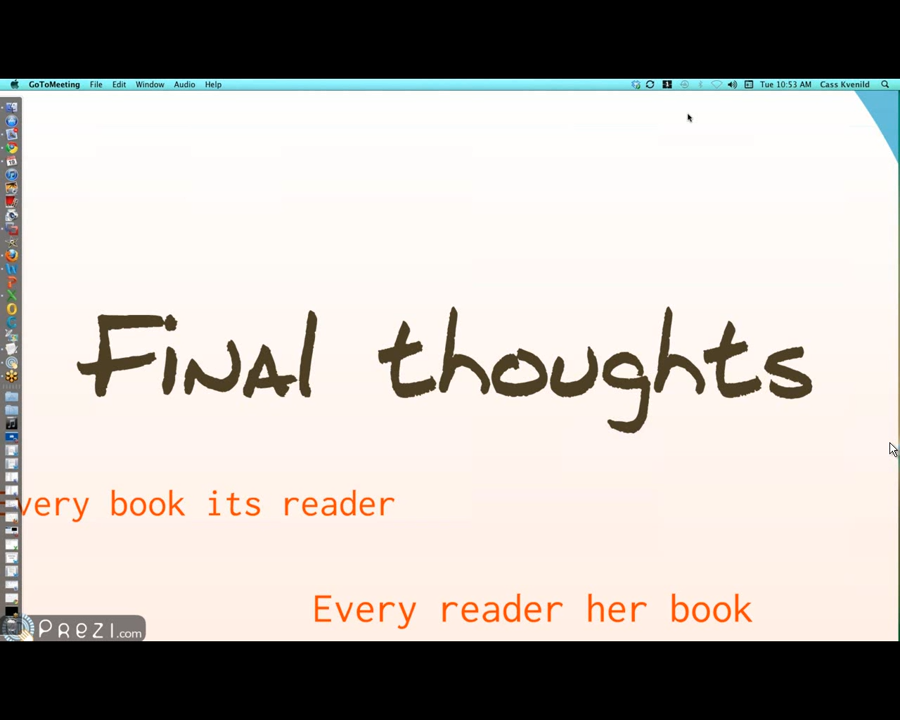 GoToMeeting File Edit Window Audio Help Tue 10:53 AM Cass Kvenild
Final thoughts
Every book its reader
Every reader her book
Prezi.com